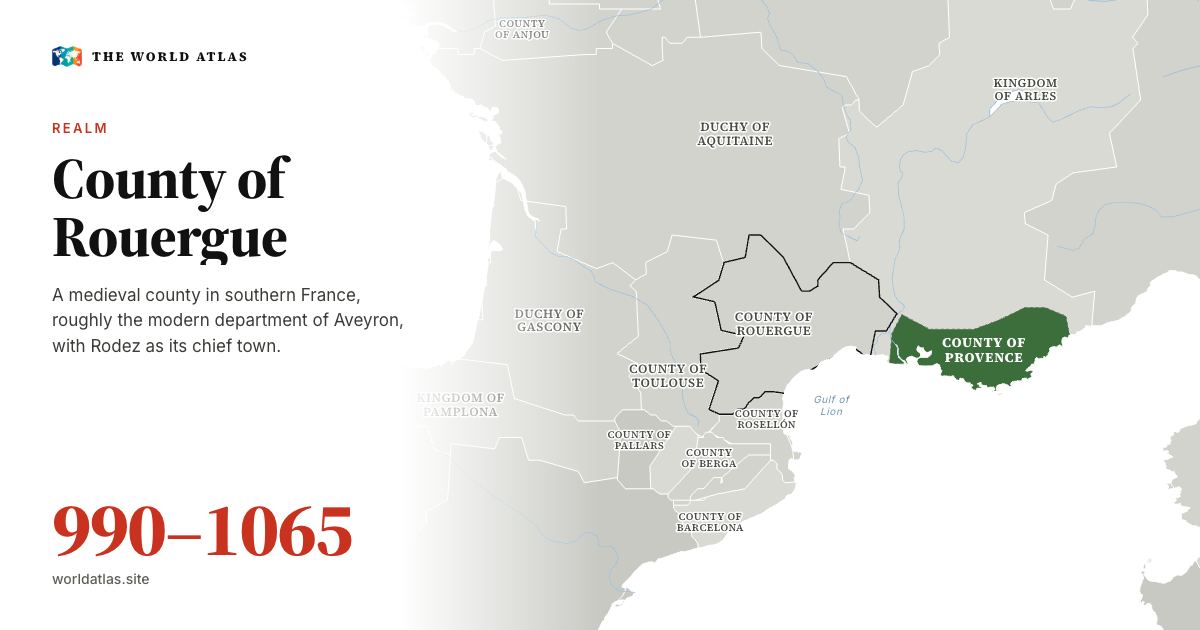 THE WORLD ATLAS
REALM
County of
Rouergue
A medieval county in southern France,
roughly the modern department of Aveyron,
with Rodez as its chief town.
990–1065
worldatlas.site
COUNTY
OF ANJOU
KINGDOM
OF ARLES
DUCHY OF
AQUITAINE
DUCHY OF
GASCONY
COUNTY OF
ROUERGUE
COUNTY OF
PROVENCE
COUNTY OF
TOULOUSE
KINGDOM OF
PAMPLONA
Gulf of
Lion
COUNTY OF
ROSELLÓN
COUNTY OF
PALLARS
COUNTY
OF BERGA
COUNTY OF
BARCELONA